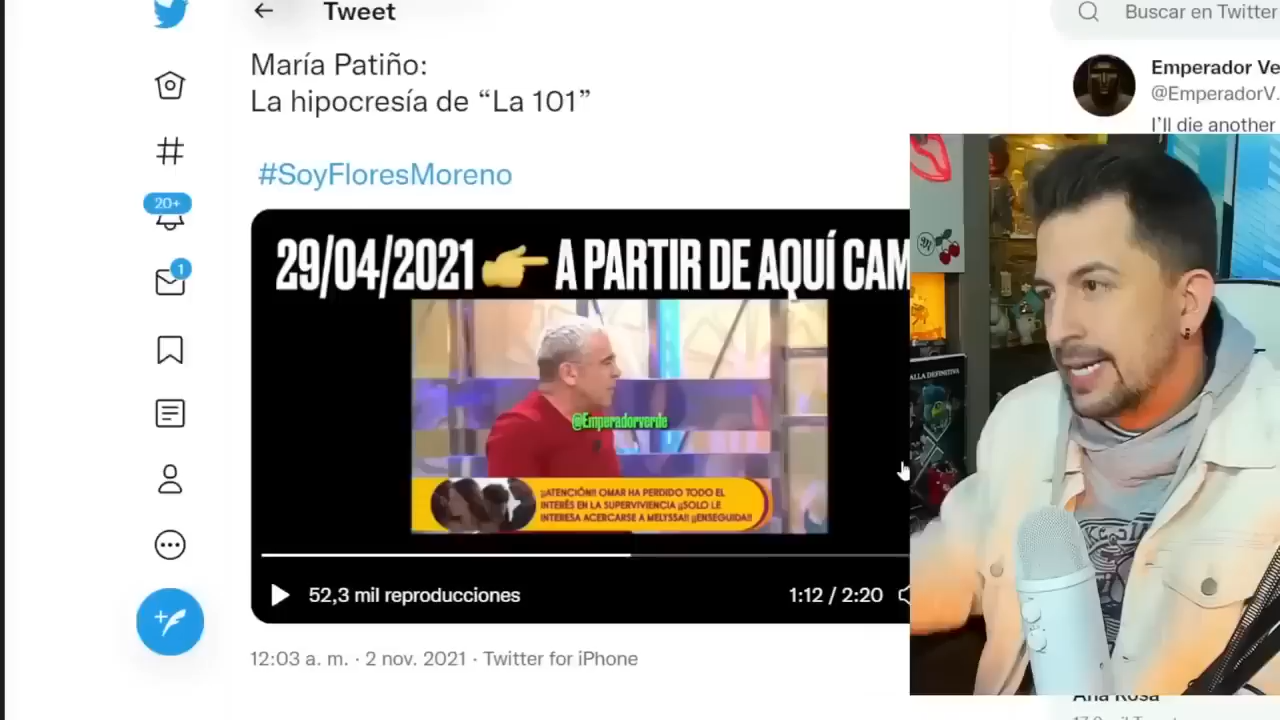 Tweet
Buscar en Twitter
María Patiño:
La hipocresía de “La 101”
#SoyFloresMoreno
Emperador Ve
@EmperadorV.
I’ll die another
20+
1
29/04/2021 👉 A PARTIR DE AQUÍ CAM
@Emperadorverde
¡¡ATENCIÓN!! OMAR HA PERDIDO TODO EL
INTERÉS EN LA SUPERVIVENCIA ¡¡SOLO LE
INTERESA ACERCARSE A MELYSSA!! ¡¡ENSEGUIDA!!
52,3 mil reproducciones
1:12 / 2:20
12:03 a. m. · 2 nov. 2021 · Twitter for iPhone
ALLA DEFINITIVA
Ana Rosa